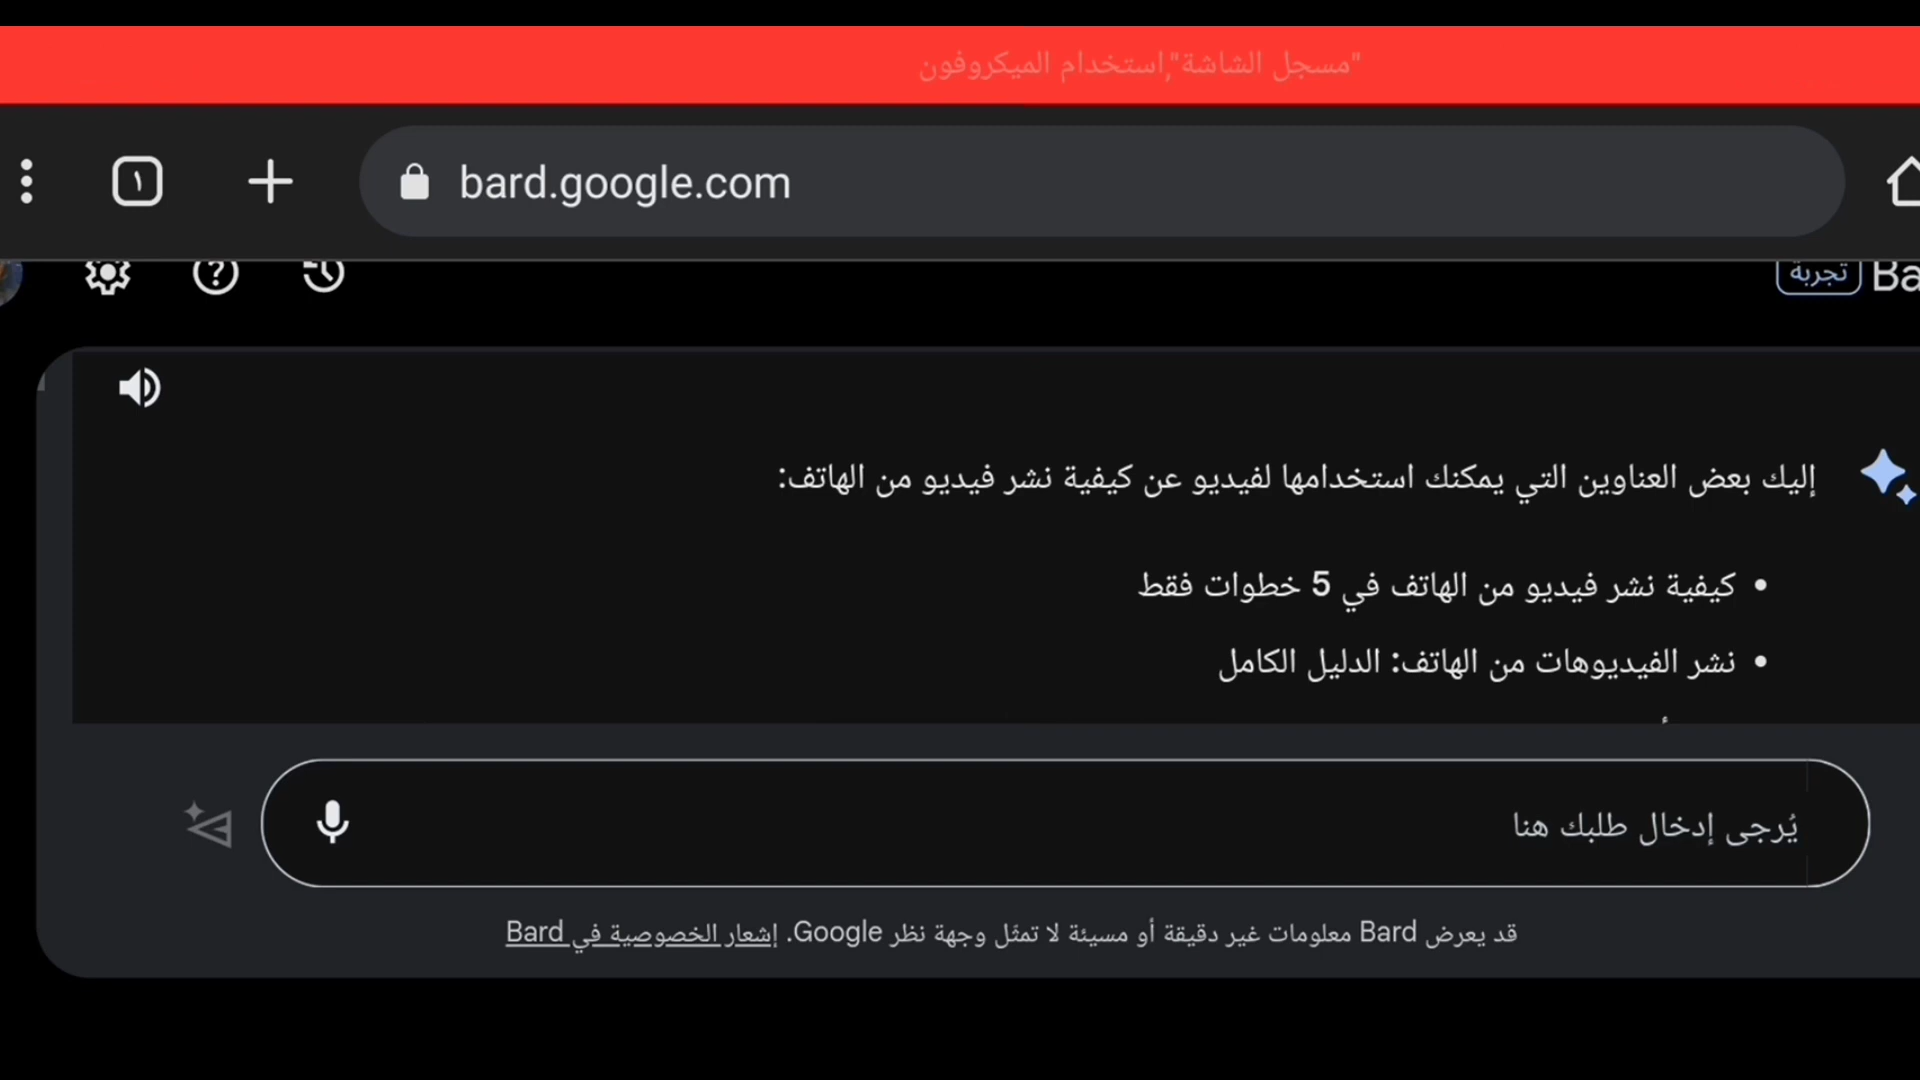 "مسجل الشاشة",استخدام الميكروفون
١
bard.google.com
تجربة
إليك بعض العناوين التي يمكنك استخدامها لفيديو عن كيفية نشر فيديو من الهاتف:
• كيفية نشر فيديو من الهاتف في 5 خطوات فقط
• نشر الفيديوهات من الهاتف: الدليل الكامل
يُرجى إدخال طلبك هنا
قد يعرض Bard معلومات غير دقيقة أو مسيئة لا تمثّل وجهة نظر Google. إشعار الخصوصية في Bard